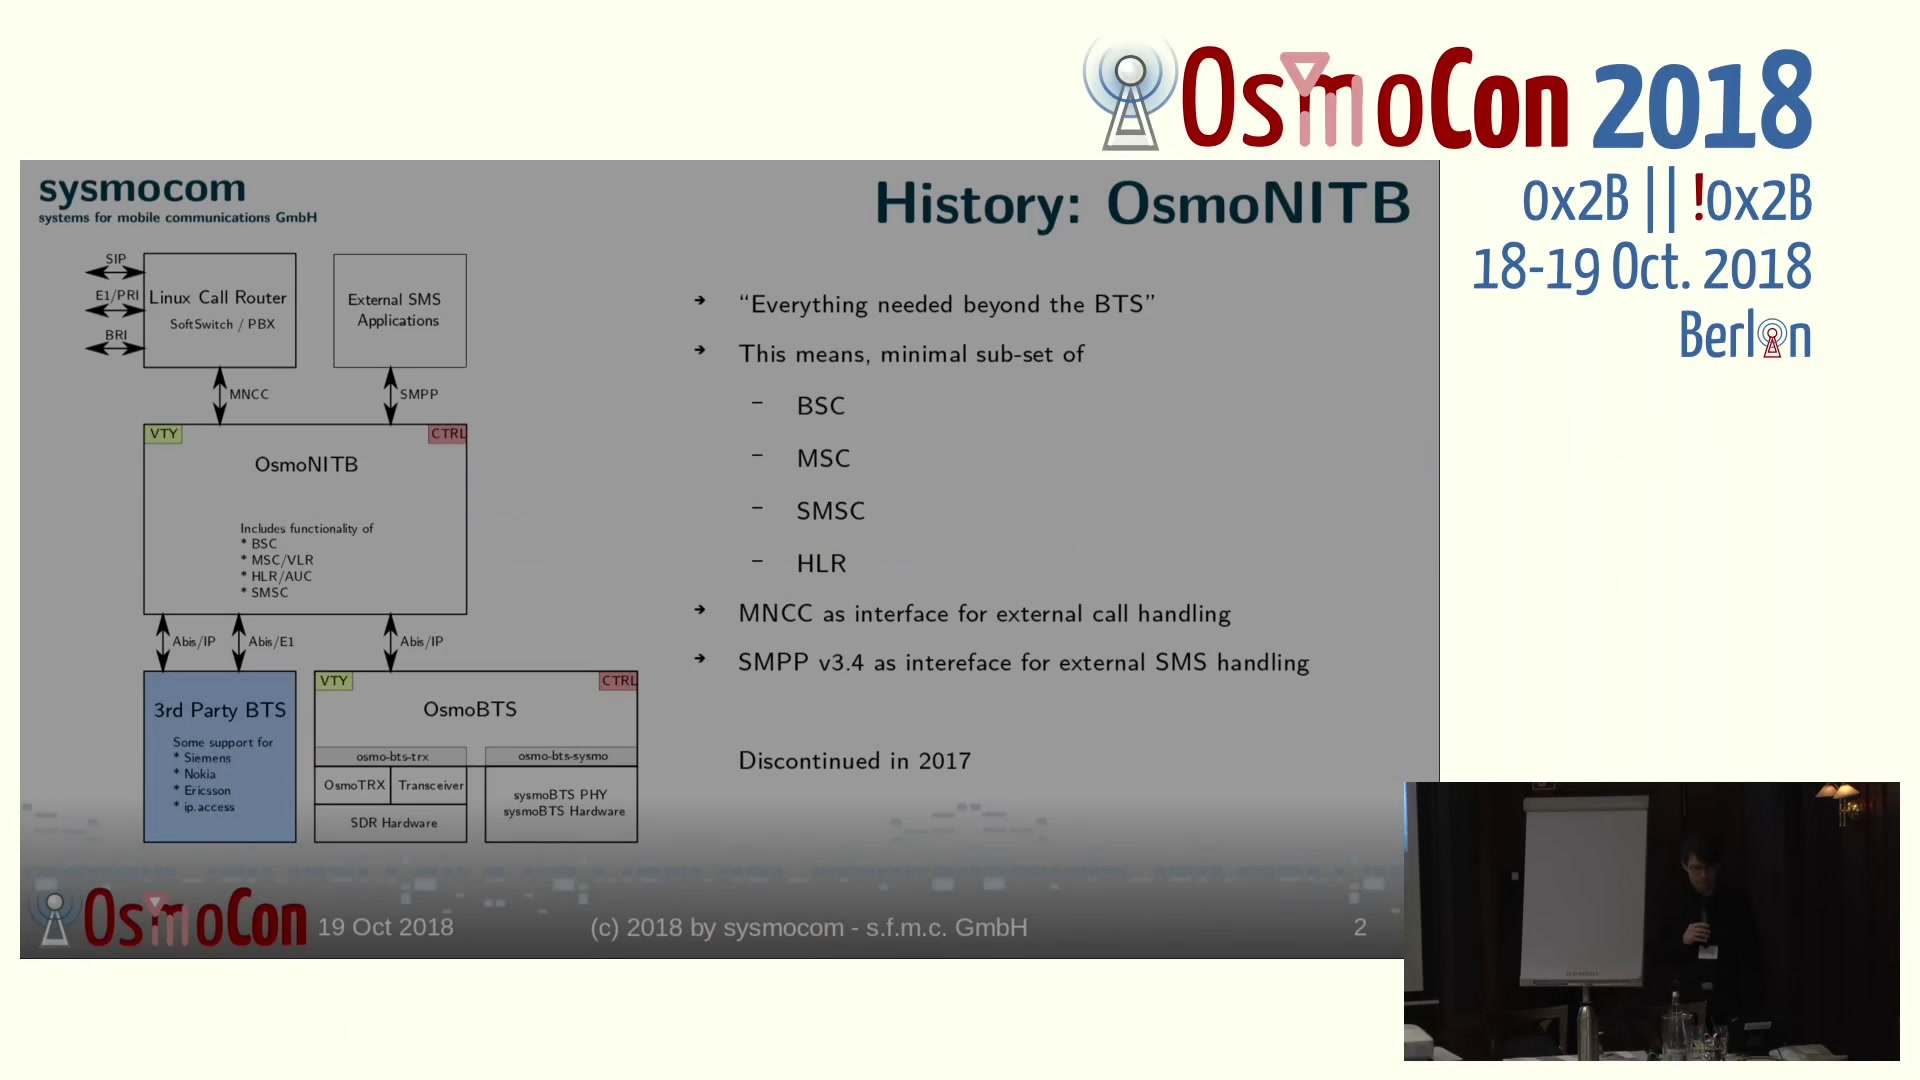 OsmoCon 2018
0x2B || !0x2B
18-19 Oct. 2018
Berlin
sysmocom
systems for mobile communications GmbH
History: OsmoNITB
SIP
E1/PRI
BRI
Linux Call Router
SoftSwitch / PBX
External SMS
Applications
MNCC
SMPP
VTY
CTRL
OsmoNITB
Includes functionality of
* BSC
* MSC/VLR
* HLR/AUC
* SMSC
Abis/IP
Abis/E1
Abis/IP
3rd Party BTS
Some support for
* Siemens
* Nokia
* Ericsson
* ip.access
VTY
CTRL
OsmoBTS
osmo-bts-trx
osmo-bts-sysmo
OsmoTRX
Transceiver
SDR Hardware
sysmoBTS PHY
sysmoBTS Hardware
➔ “Everything needed beyond the BTS”
➔ This means, minimal sub-set of
– BSC
– MSC
– SMSC
– HLR
➔ MNCC as interface for external call handling
➔ SMPP v3.4 as intereface for external SMS handling
Discontinued in 2017
OsmoCon
19 Oct 2018
(c) 2018 by sysmocom - s.f.m.c. GmbH
2